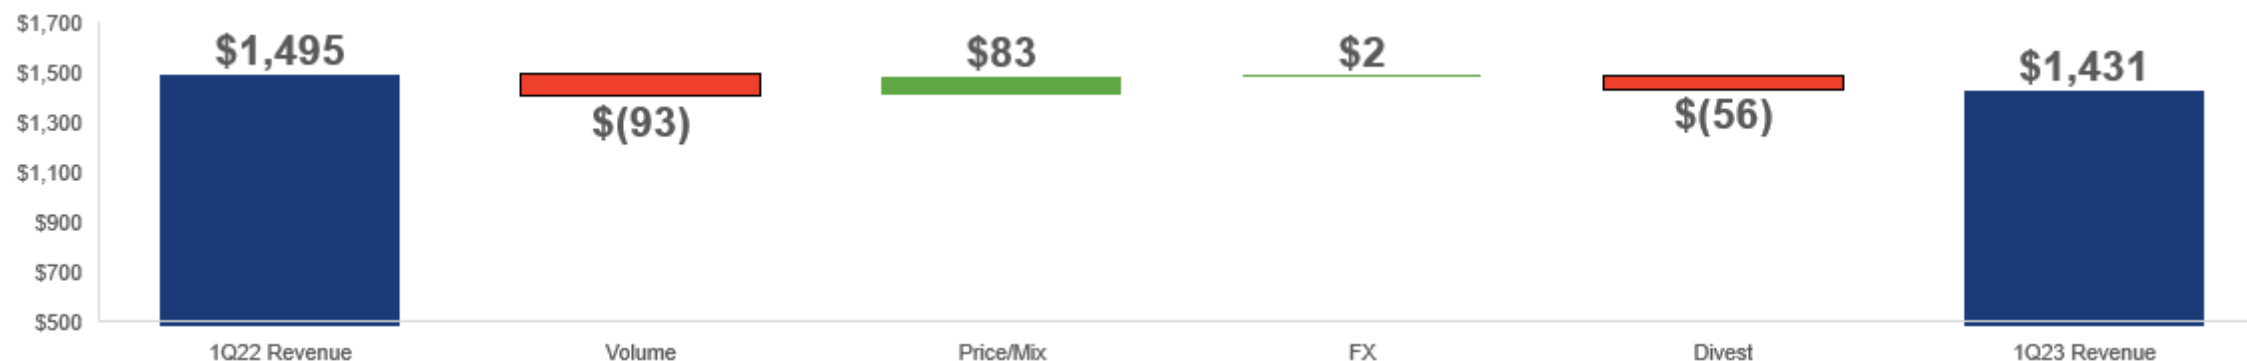 $1,700
$1,500
$1,300
$1,100
$900
$700
$500
$1,495
$(93)
$83
$2
$(56)
$1,431
1Q22 Revenue
Volume
Price/Mix
FX
Divest
1Q23 Revenue